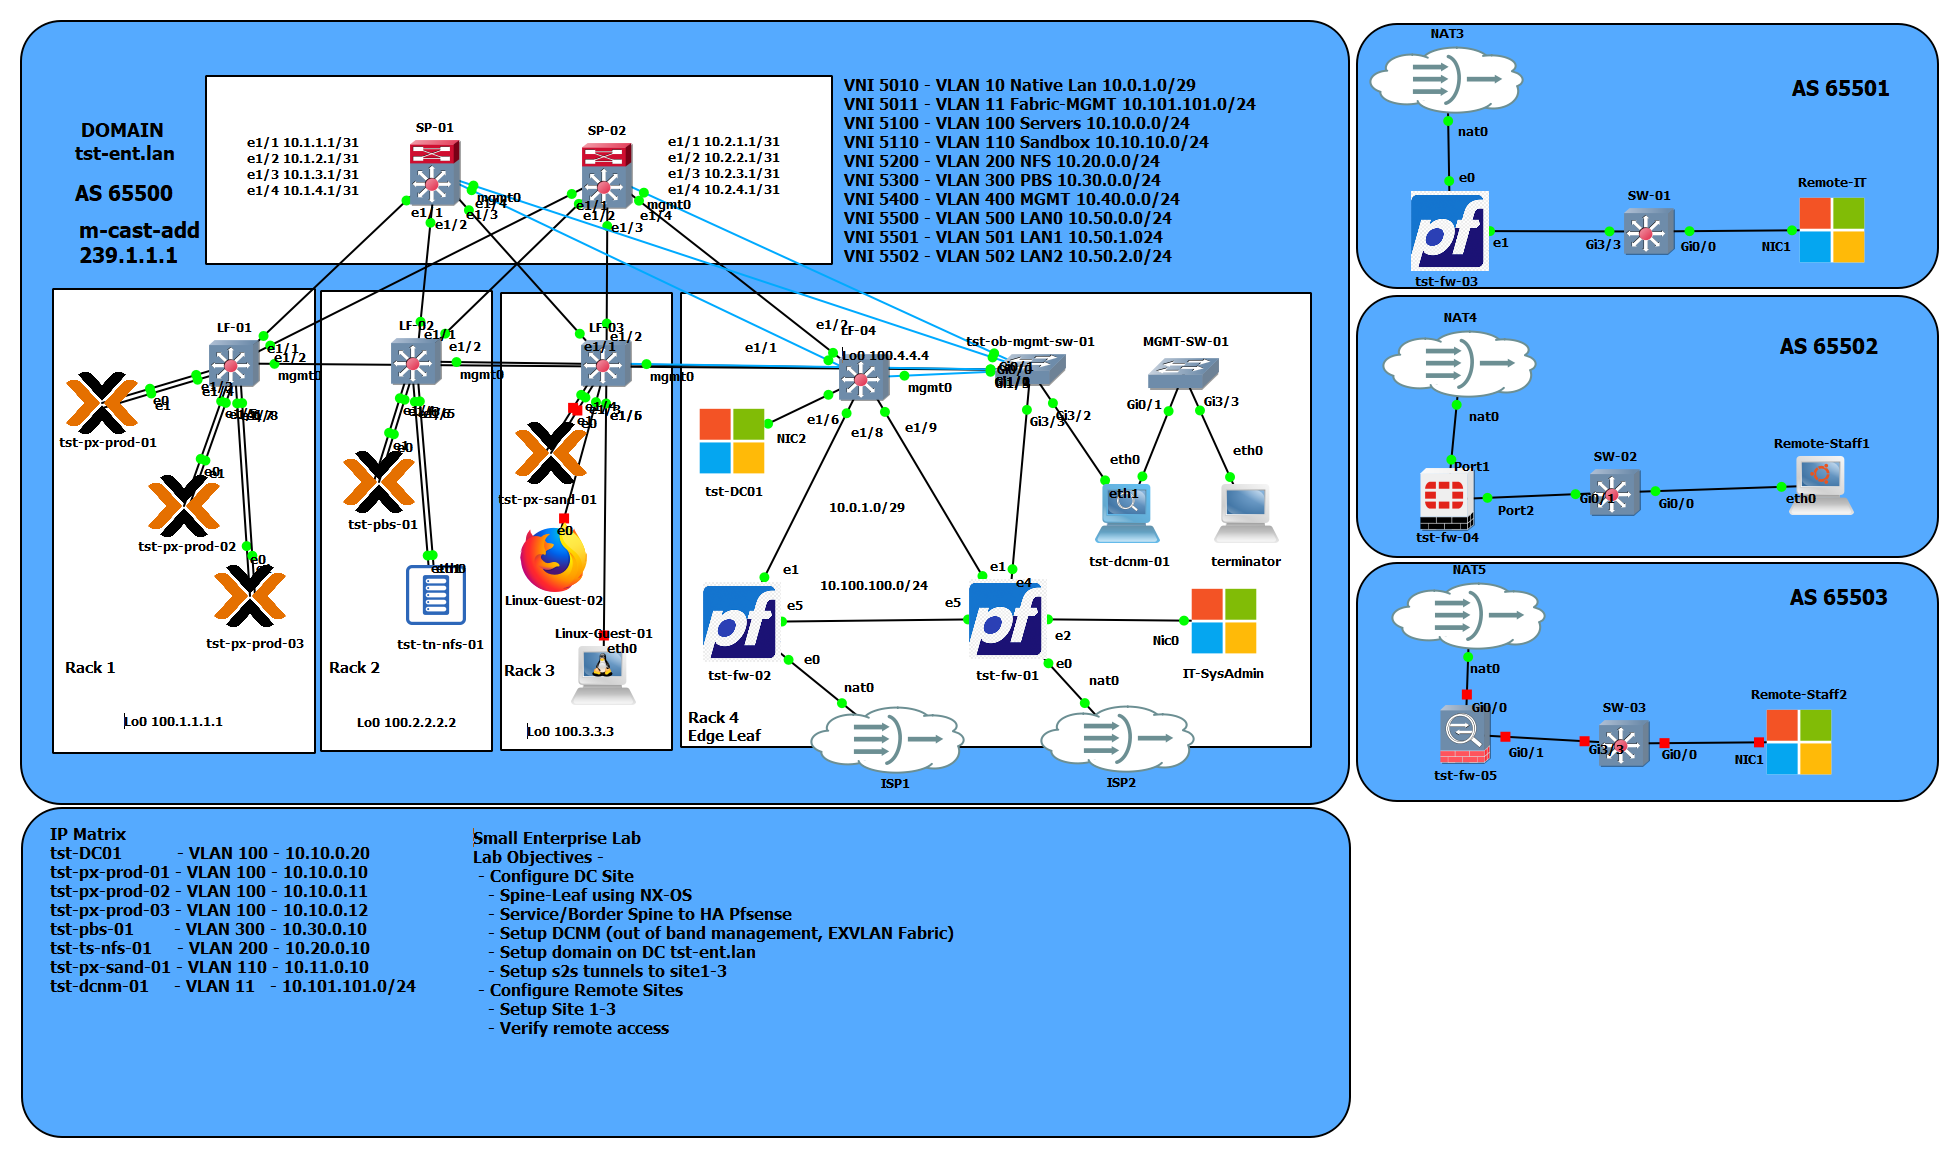 DOMAIN
tst-ent.lan
AS 65500
m-cast-add
239.1.1.1
SP-01
e1/1 10.1.1.1/31
e1/2 10.1.2.1/31
e1/3 10.1.3.1/31
e1/4 10.1.4.1/31
SP-02
e1/1 10.2.1.1/31
e1/2 10.2.2.1/31
e1/3 10.2.3.1/31
e1/4 10.2.4.1/31
mgmt0
e1/4
e1/3
e1/1
e1/2
mgmt0
e1/1
e1/2
e1/4
e1/3
VNI 5010 - VLAN 10 Native Lan 10.0.1.0/29
VNI 5011 - VLAN 11 Fabric-MGMT 10.101.101.0/24
VNI 5100 - VLAN 100 Servers 10.10.0.0/24
VNI 5110 - VLAN 110 Sandbox 10.10.10.0/24
VNI 5200 - VLAN 200 NFS 10.20.0.0/24
VNI 5300 - VLAN 300 PBS 10.30.0.0/24
VNI 5400 - VLAN 400 MGMT 10.40.0.0/24
VNI 5500 - VLAN 500 LAN0 10.50.0.0/24
VNI 5501 - VLAN 501 LAN1 10.50.1.024
VNI 5502 - VLAN 502 LAN2 10.50.2.0/24
LF-01
e1/1
e1/2
mgmt0
e0
e1
tst-px-prod-01
e0
e1
tst-px-prod-02
e0
tst-px-prod-03
Rack 1
Lo0 100.1.1.1.1
LF-02
e1/1
e1/2
mgmt0
e1
e0
tst-pbs-01
tst-tn-nfs-01
Rack 2
Lo0 100.2.2.2.2
LF-03
e1/2
e1/1
mgmt0
e1/4
e1
e0
tst-px-sand-01
e0
Linux-Guest-02
Linux-Guest-01
eth0
Rack 3
Lo0 100.3.3.3
e1/2
LF-04
e1/1
Lo0 100.4.4.4
mgmt0
tst-ob-mgmt-sw-01
MGMT-SW-01
e1/6
e1/8
e1/9
NIC2
tst-DC01
Gi3/3
Gi3/2
Gi0/1
Gi3/3
eth0
eth1
eth0
tst-dcnm-01
terminator
10.0.1.0/29
10.100.100.0/24
e1
e5
e0
tst-fw-02
e1
e4
e5
e2
e0
tst-fw-01
Nic0
IT-SysAdmin
nat0
nat0
ISP1
ISP2
Rack 4
Edge Leaf
NAT3
AS 65501
nat0
e0
e1
tst-fw-03
SW-01
Gi3/3
Gi0/0
Remote-IT
NIC1
NAT4
AS 65502
nat0
Port1
Port2
tst-fw-04
SW-02
Gi0/1
Gi0/0
Remote-Staff1
eth0
NAT5
AS 65503
nat0
Gi0/0
Gi0/1
tst-fw-05
SW-03
Gi3/3
Gi0/0
Remote-Staff2
NIC1
IP Matrix
tst-DC01 - VLAN 100 - 10.10.0.20
tst-px-prod-01 - VLAN 100 - 10.10.0.10
tst-px-prod-02 - VLAN 100 - 10.10.0.11
tst-px-prod-03 - VLAN 100 - 10.10.0.12
tst-pbs-01 - VLAN 300 - 10.30.0.10
tst-ts-nfs-01 - VLAN 200 - 10.20.0.10
tst-px-sand-01 - VLAN 110 - 10.11.0.10
tst-dcnm-01 - VLAN 11 - 10.101.101.0/24
Small Enterprise Lab
Lab Objectives -
- Configure DC Site
- Spine-Leaf using NX-OS
- Service/Border Spine to HA Pfsense
- Setup DCNM (out of band management, EXVLAN Fabric)
- Setup domain on DC tst-ent.lan
- Setup s2s tunnels to site1-3
- Configure Remote Sites
- Setup Site 1-3
- Verify remote access